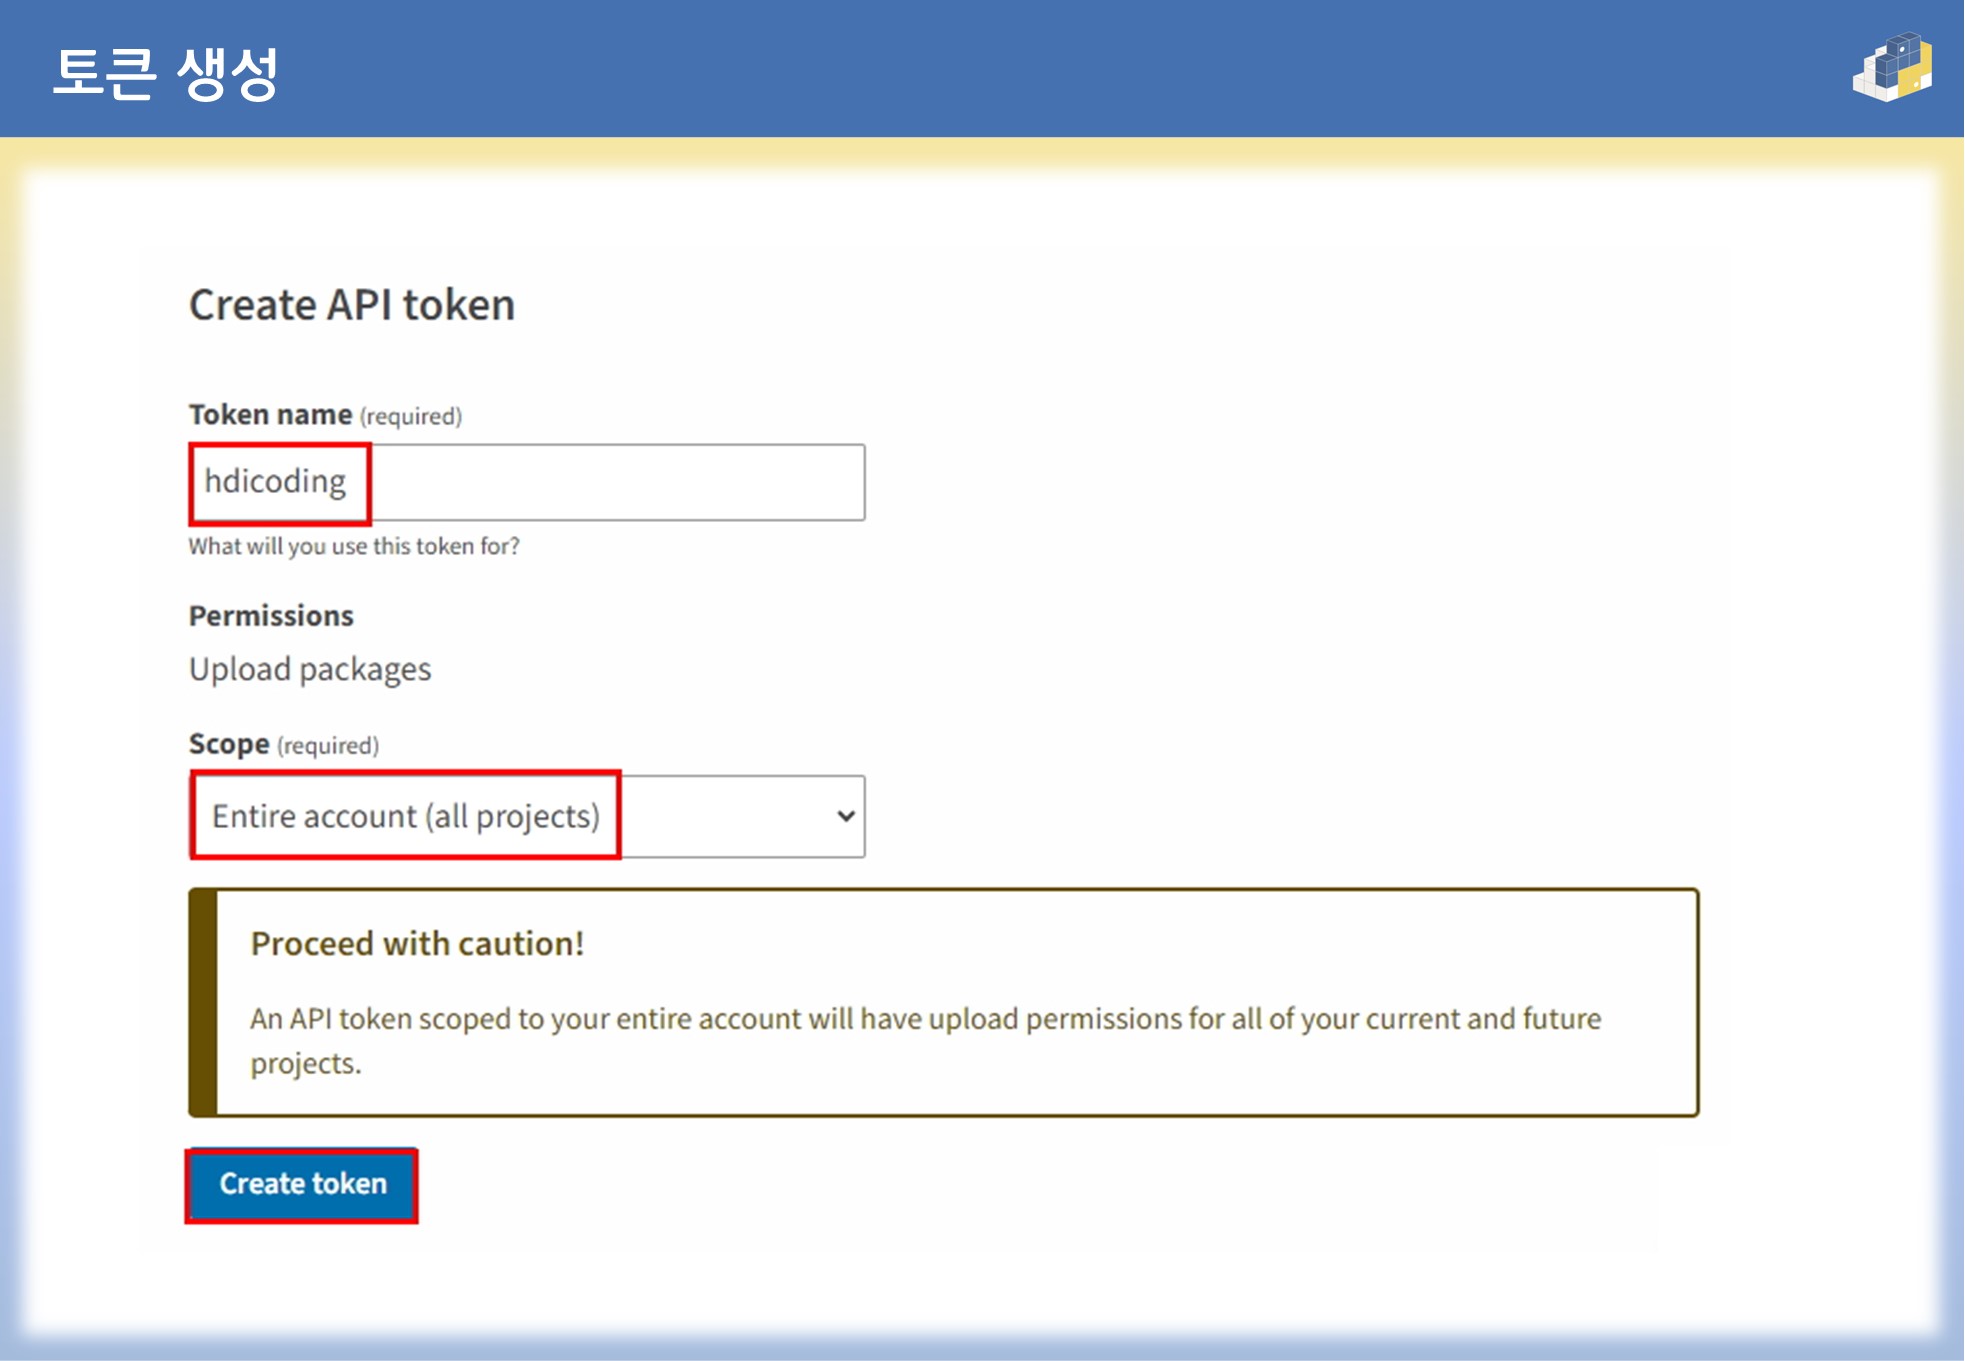 토큰 생성
Create API token
Token name (required)
hdicoding
What will you use this token for?
Permissions
Upload packages
Scope (required)
Entire account (all projects)
Proceed with caution!
An API token scoped to your entire account will have upload permissions for all of your current and future
projects.
Create token